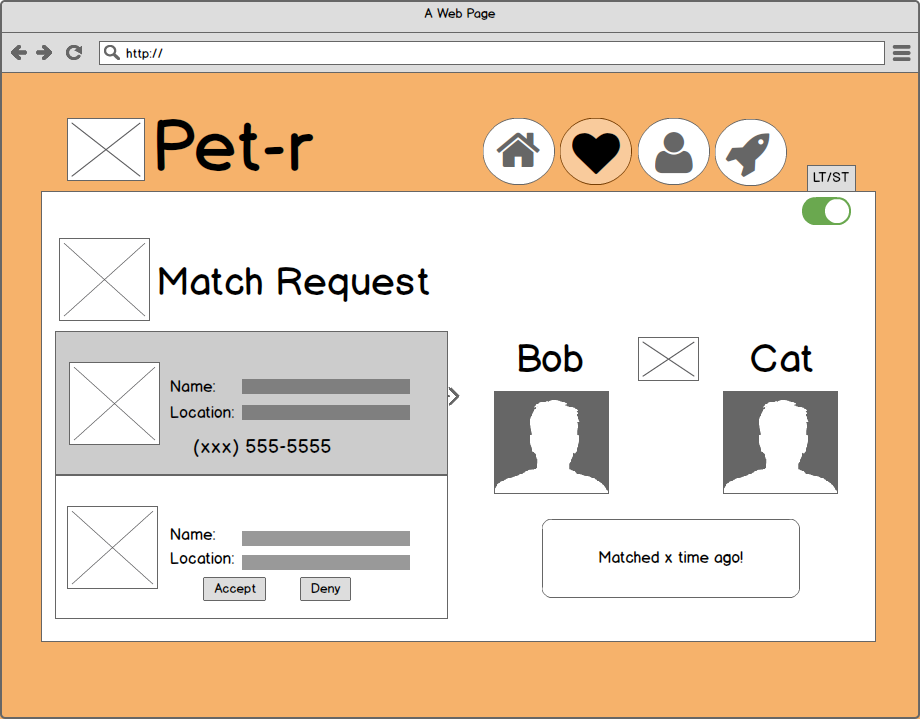 A Web Page
http://
Pet-r
LT/ST
Match Request
Name:
Location:
(xxx) 555-5555
Name:
Location:
Accept Deny
Bob Cat
Matched x time ago!